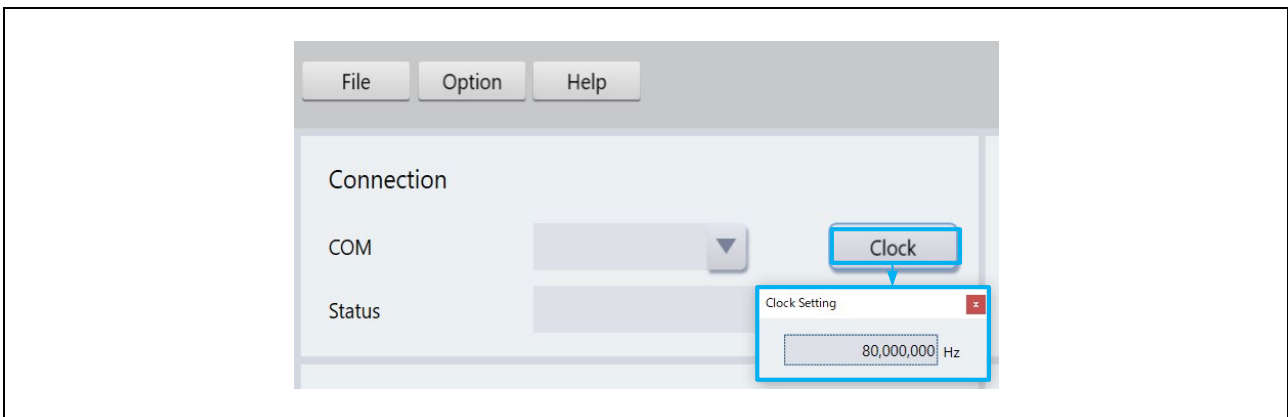 File Option Help
Connection
COM
Clock
Status
Clock Setting
x
80,000,000 Hz